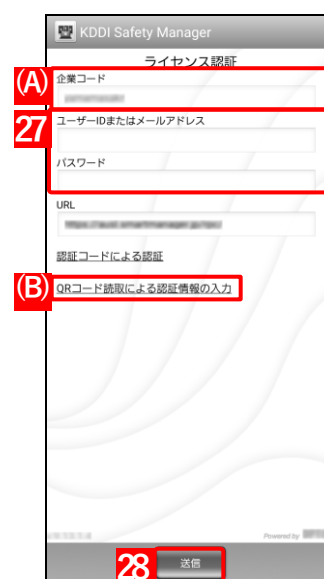 KDDI Safety Manager
ライセンス認証
(A)
企業コード
27
ユーザーIDまたはメールアドレス
パスワード
URL
認証コードによる認証
(B)
QRコード読取による認証情報の入力
Powered by
28
送信